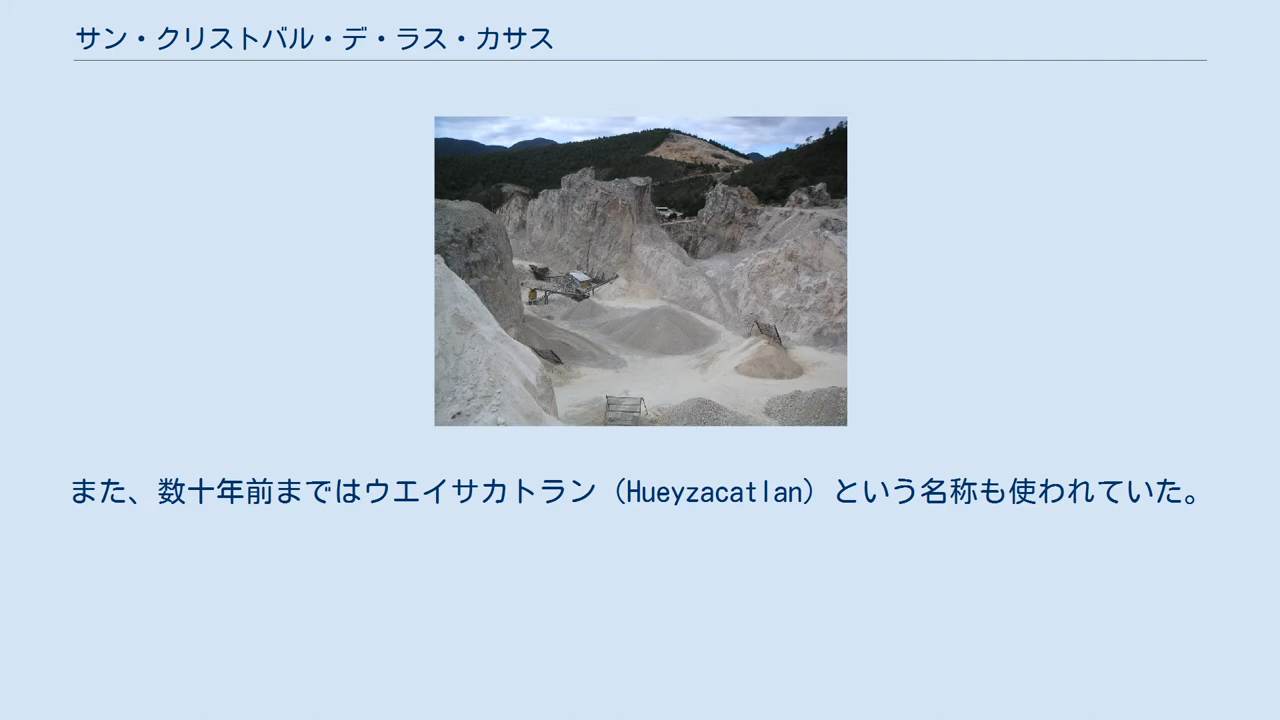 サン・クリストバル・デ・ラス・カサス
また、数十年前まではウエイサカトラン（Hueyzacatlan）という名称も使われていた。